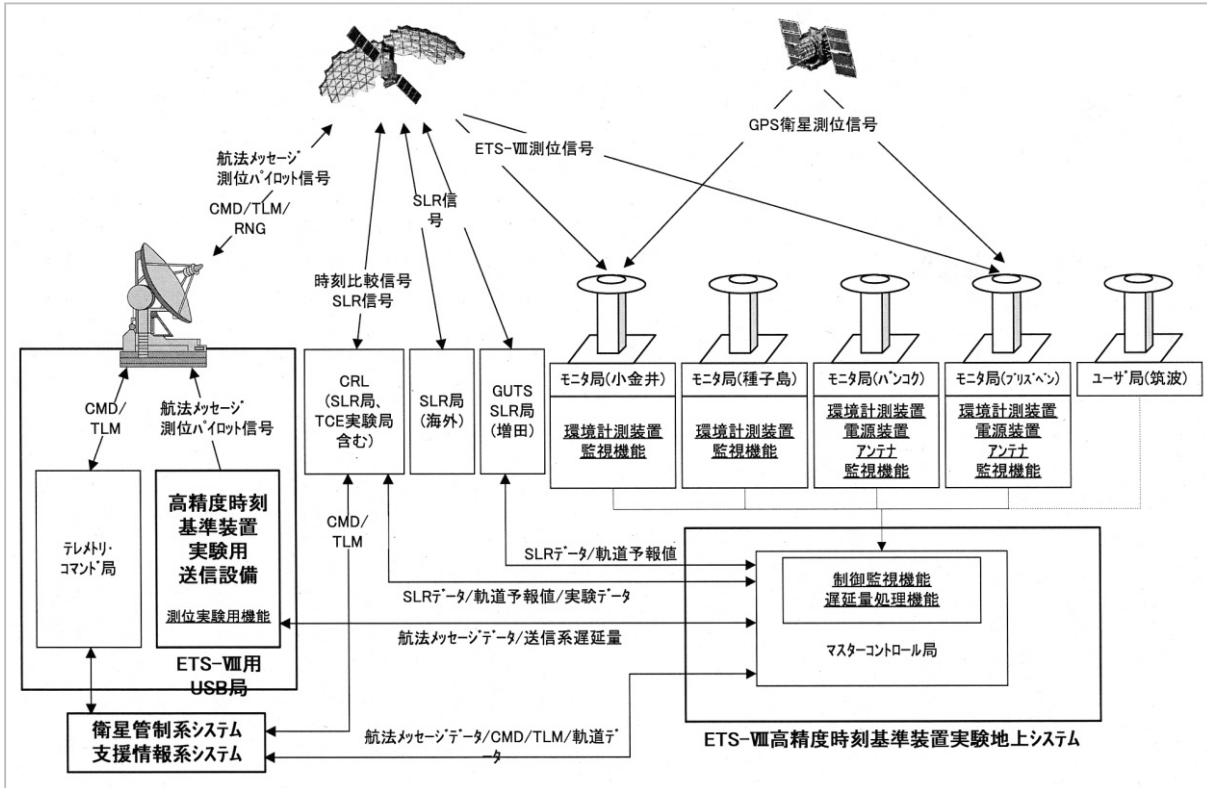 GPS衛星測位信号
ETS-Ⅷ測位信号
航法メッセージ
測位パイロット信号
CMD/TLM/
RNG
SLR信
号
時刻比較信号
SLR信号
CMD/
TLM
航法メッセージ
測位パイロット信号
テレメトリ・
コマンド局
高精度時刻
基準装置
実験用
送信設備
測位実験用機能
ETS-Ⅷ用
USB局
CRL
(SLR局、
TCE実験局
含む)
SLR局
(海外)
GUTS
SLR局
(増田)
モニタ局(小金井)
環境計測装置
監視機能
モニタ局(種子島)
環境計測装置
監視機能
モニタ局(バンコク)
環境計測装置
電源装置
アンテナ
監視機能
モニタ局(ブリズベン)
環境計測装置
電源装置
アンテナ
監視機能
ユーザ局(筑波)
CMD/
TLM
SLRデータ/軌道予報値
SLRデータ/軌道予報値/実験データ
航法メッセージデータ/送信系遅延量
制御監視機能
遅延量処理機能
マスターコントロール局
衛星管制系システム
支援情報系システム
航法メッセージデータ/CMD/TLM/軌道デ
ータ
ETS-Ⅷ高精度時刻基準装置実験地上システム